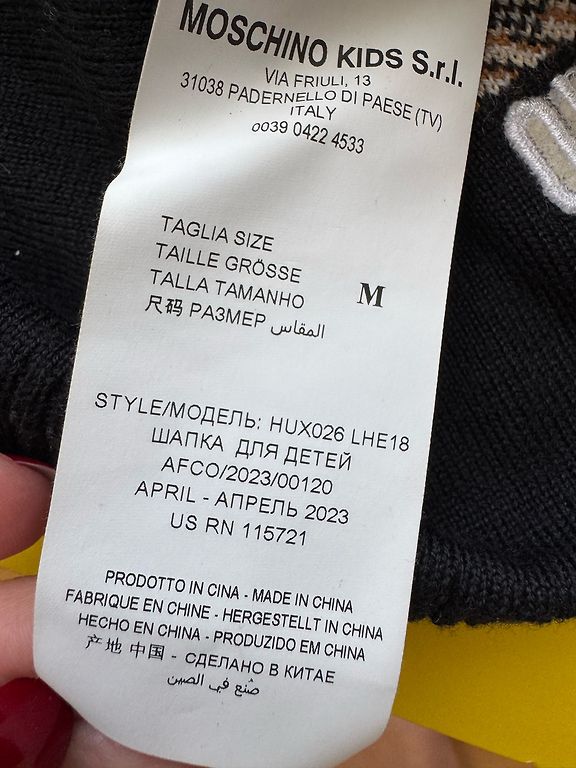 MOSCHINO KIDS S.r.l.
VIA FRIULI, 13
31038 PADERNELLO DI PAESE (TV)
ITALY
0039 0422 4533
TAGLIA SIZE
TAILLE GRÖSSE
TALLA TAMANHO
尺码 РАЗМЕР المقاس
M
STYLE/МОДЕЛЬ: HUX026 LHE18
ШАПКА ДЛЯ ДЕТЕЙ
AFCO/2023/00120
APRIL - АПРЕЛЬ 2023
US RN 115721
PRODOTTO IN CINA - MADE IN CHINA
FABRIQUE EN CHINE - HERGESTELLT IN CHINA
HECHO EN CHINA - PRODUZIDO EM CHINA
产地 中国 - СДЕЛАНО В КИТАЕ
صنع في الصين